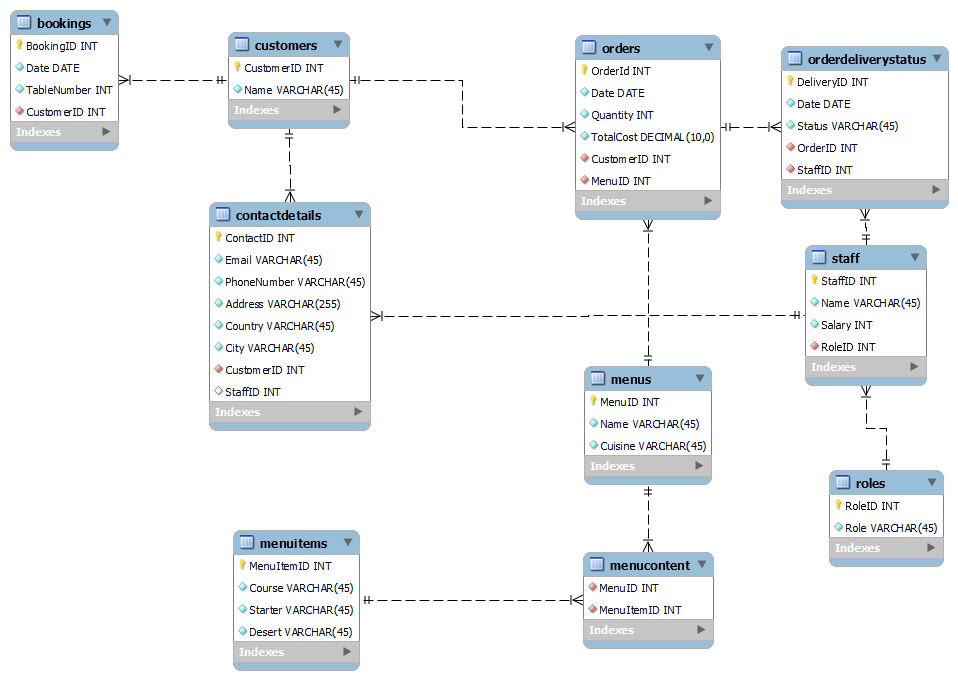 bookings
BookingID INT
Date DATE
TableNumber INT
CustomerID INT
Indexes
customers
CustomerID INT
Name VARCHAR(45)
Indexes
orders
OrderId INT
Date DATE
Quantity INT
TotalCost DECIMAL(10,0)
CustomerID INT
MenuID INT
Indexes
orderdeliverystatus
DeliveryID INT
Date DATE
Status VARCHAR(45)
OrderID INT
StaffID INT
Indexes
contactdetails
ContactID INT
Email VARCHAR(45)
PhoneNumber VARCHAR(45)
Address VARCHAR(255)
Country VARCHAR(45)
City VARCHAR(45)
CustomerID INT
StaffID INT
Indexes
staff
StaffID INT
Name VARCHAR(45)
Salary INT
RoleID INT
Indexes
menus
MenuID INT
Name VARCHAR(45)
Cuisine VARCHAR(45)
Indexes
roles
RoleID INT
Role VARCHAR(45)
Indexes
menuitems
MenuItemID INT
Course VARCHAR(45)
Starter VARCHAR(45)
Desert VARCHAR(45)
Indexes
menucontent
MenuID INT
MenuItemID INT
Indexes